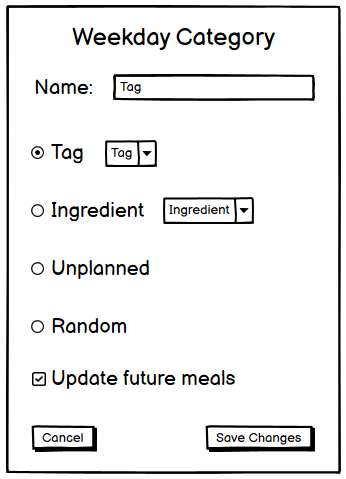 Weekday Category
Name: Tag
Tag Tag
Ingredient Ingredient
Unplanned
Random
Update future meals
Cancel Save Changes